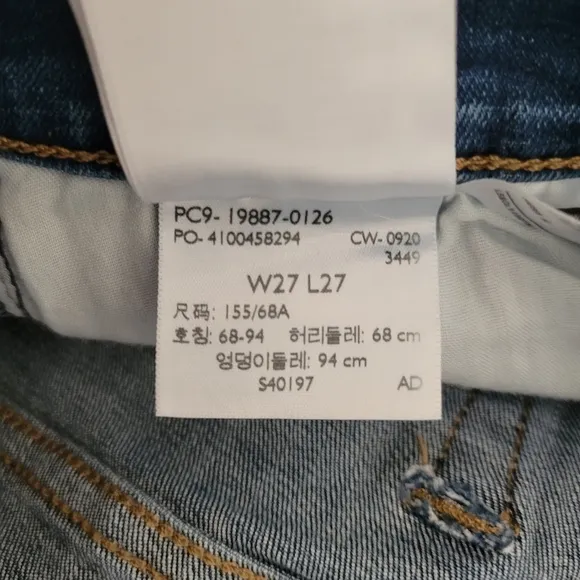 PC9- 19887-0126
PO- 4100458294 CW- 0920
3449
W27 L27
尺码: 155/68A
호칭: 68-94 허리둘레: 68 cm
엉덩이둘레: 94 cm
S40197 AD